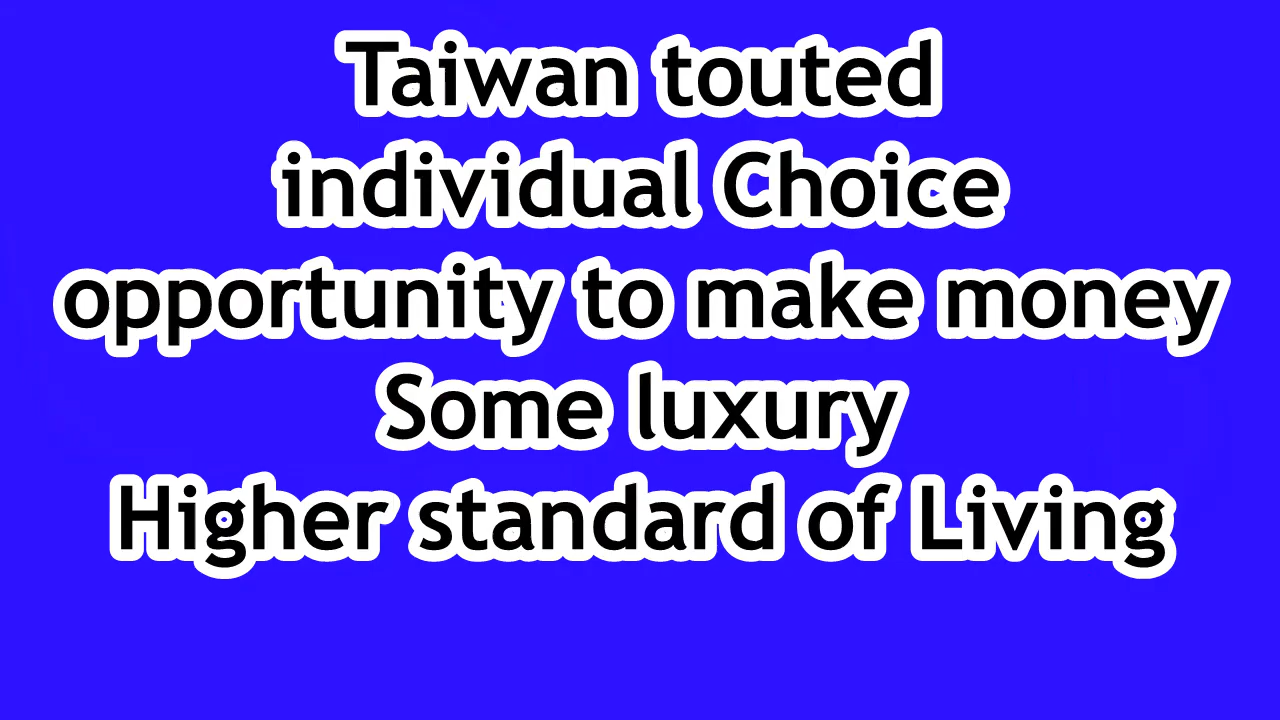 Taiwan touted
individual Choice
opportunity to make money
Some luxury
Higher standard of Living